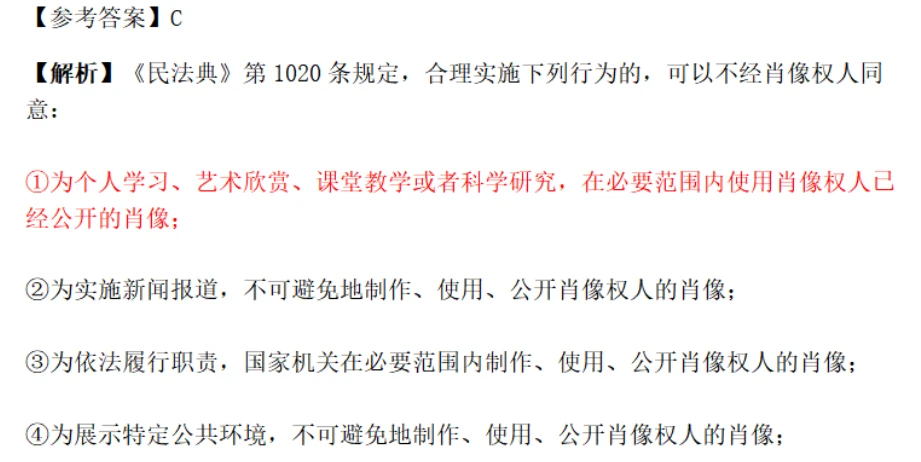 【参考答案】C
【解析】《民法典》第 1020 条规定，合理实施下列行为的，可以不经肖像权人同
意：
①为个人学习、艺术欣赏、课堂教学或者科学研究，在必要范围内使用肖像权人已
经公开的肖像；
②为实施新闻报道，不可避免地制作、使用、公开肖像权人的肖像；
③为依法履行职责，国家机关在必要范围内制作、使用、公开肖像权人的肖像；
④为展示特定公共环境，不可避免地制作、使用、公开肖像权人的肖像；